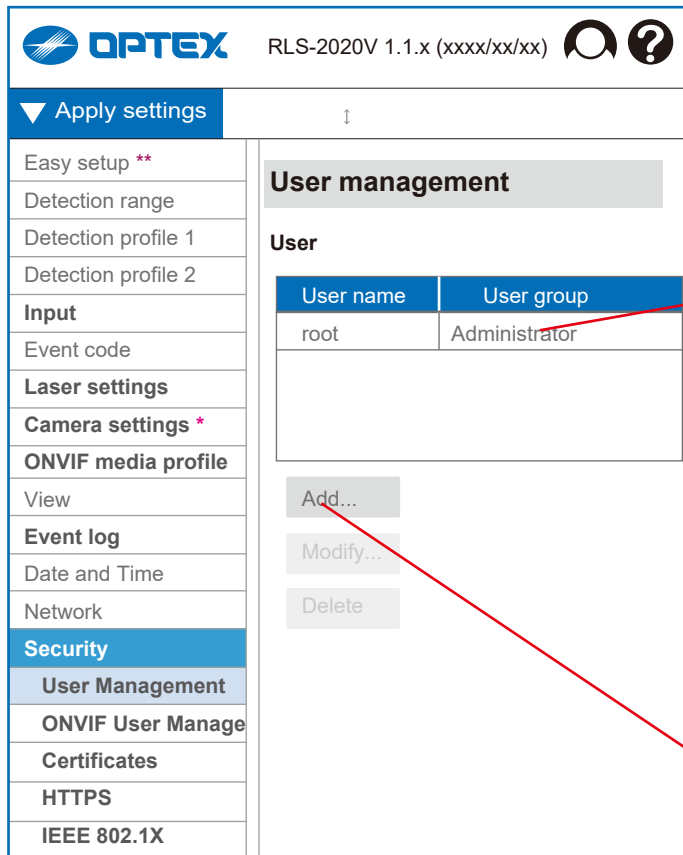 OPTEX RLS-2020V 1.1.x (xxxx/xx/xx) ?
Apply settings
Easy setup **
Detection range
Detection profile 1
Detection profile 2
Input
Event code
Laser settings
Camera settings *
ONVIF media profile
View
Event log
Date and Time
Network
Security
User Management
ONVIF User Manage
Certificates
HTTPS
IEEE 802.1X
User management
User
User name User group
root Administrator
Add...
Modify...
Delete